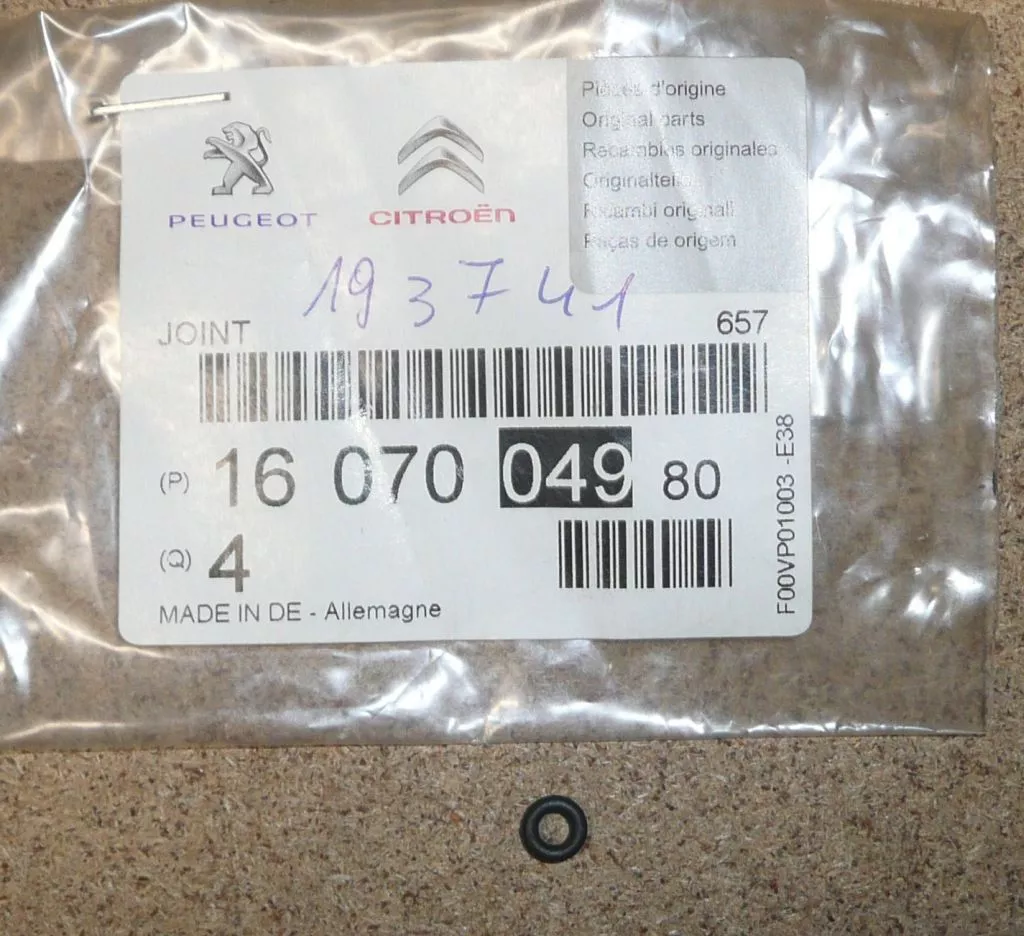 PEUGEOT
CITROËN
Pièces d'origine
Original parts
Recambios originales
Originalteile
Ricambi originali
Peças de origem
193741
JOINT
657
(P) 16 070 049 80
(Q) 4
MADE IN DE - Allemagne
F00VP01003 -E38